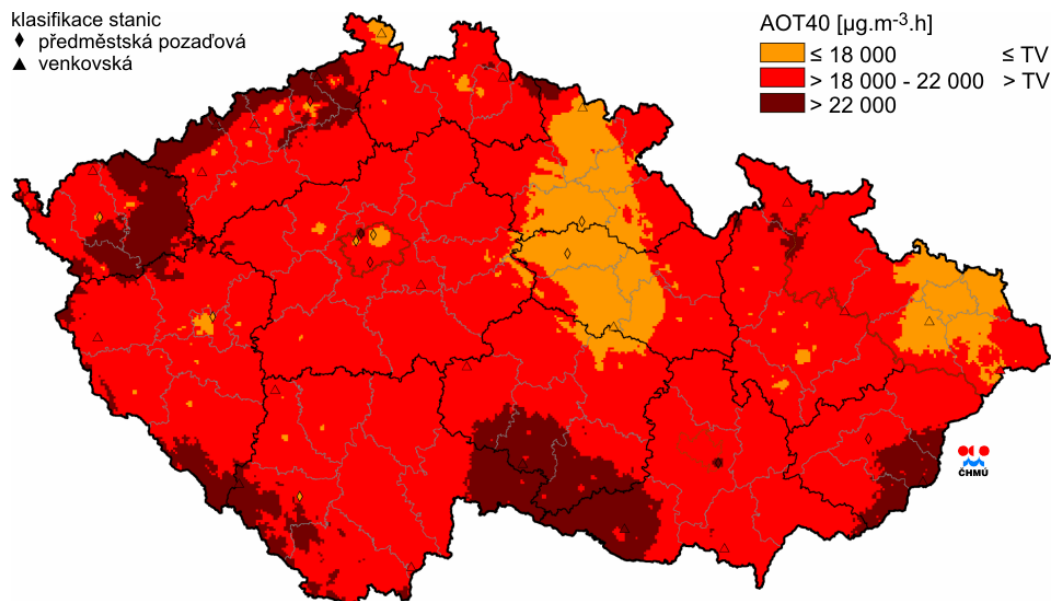 klasifikace stanic
předměstská pozaďová
venkovská
AOT40 [µg.m-3.h]
≤ 18 000 ≤ TV
> 18 000 - 22 000 > TV
> 22 000
ČHMÚ